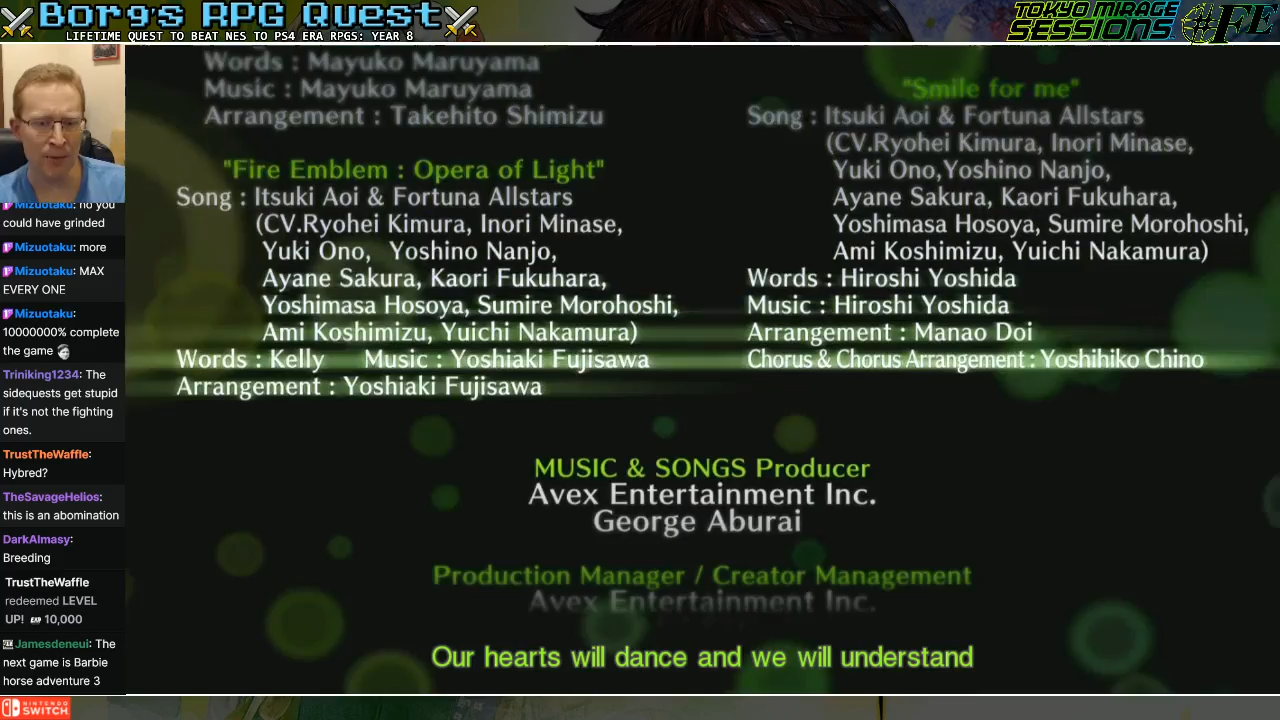 Borg's RPG Quest
LIFETIME QUEST TO BEAT NES TO PS4 ERA RPGS: YEAR 8
TOKYO MIRAGE
SESSIONS #FE
Words : Mayuko Maruyama
Music : Mayuko Maruyama
Arrangement : Takehito Shimizu
"Fire Emblem : Opera of Light"
Song : Itsuki Aoi & Fortuna Allstars
(CV.Ryohei Kimura, Inori Minase,
Yuki Ono, Yoshino Nanjo,
Ayane Sakura, Kaori Fukuhara,
Yoshimasa Hosoya, Sumire Morohoshi,
Ami Koshimizu, Yuichi Nakamura)
Words : Kelly Music : Yoshiaki Fujisawa
Arrangement : Yoshiaki Fujisawa
"Smile for me"
Song : Itsuki Aoi & Fortuna Allstars
(CV.Ryohei Kimura, Inori Minase,
Yuki Ono,Yoshino Nanjo,
Ayane Sakura, Kaori Fukuhara,
Yoshimasa Hosoya, Sumire Morohoshi,
Ami Koshimizu, Yuichi Nakamura)
Words : Hiroshi Yoshida
Music : Hiroshi Yoshida
Arrangement : Manao Doi
Chorus & Chorus Arrangement : Yoshihiko Chino
MUSIC & SONGS Producer
Avex Entertainment Inc.
George Aburai
Production Manager / Creator Management
Avex Entertainment Inc.
Our hearts will dance and we will understand
Mizuotaku: no you
could have grinded
Mizuotaku: more
Mizuotaku: MAX
EVERY ONE
Mizuotaku:
10000000% complete
the game
Triniking1234: The
sidequests get stupid
if it's not the fighting
ones.
TrustTheWaffle:
Hybred?
TheSavageHelios:
this is an abomination
DarkAlmasy:
Breeding
TrustTheWaffle
redeemed LEVEL
UP! 10,000
Jamesdeneui: The
next game is Barbie
horse adventure 3
NINTENDO
SWITCH